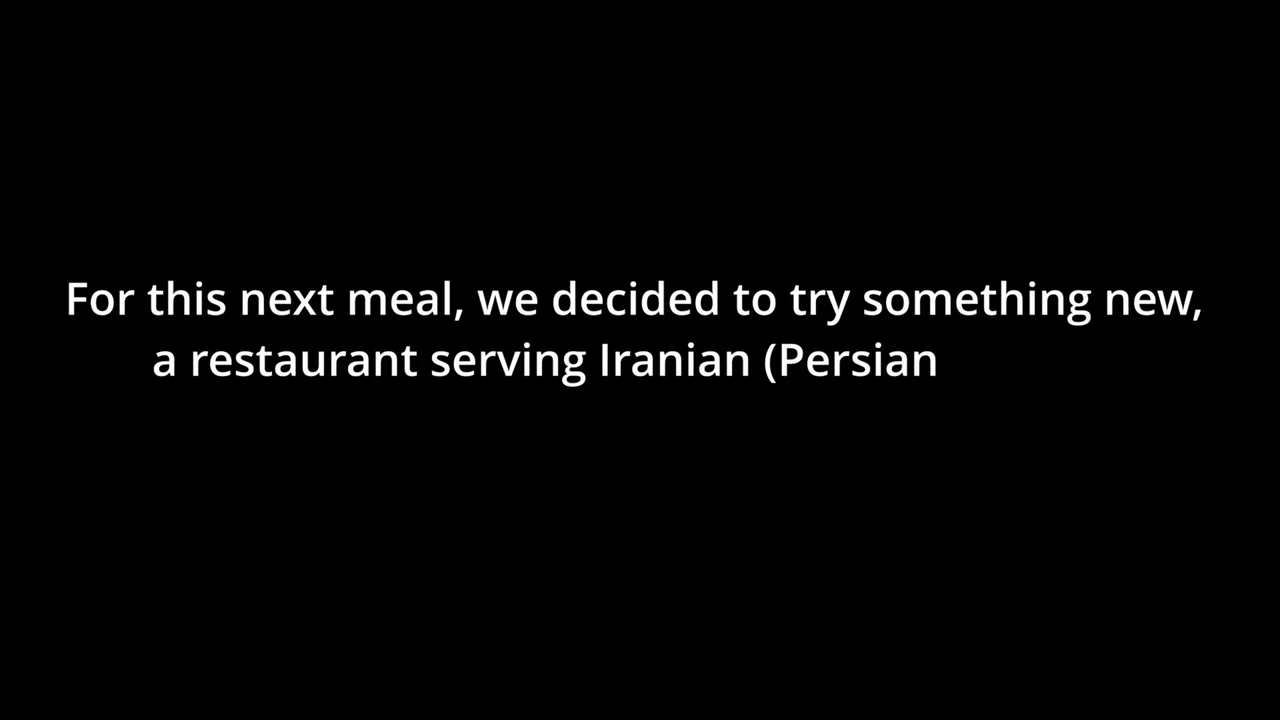 For this next meal, we decided to try something new,
a restaurant serving Iranian (Persian